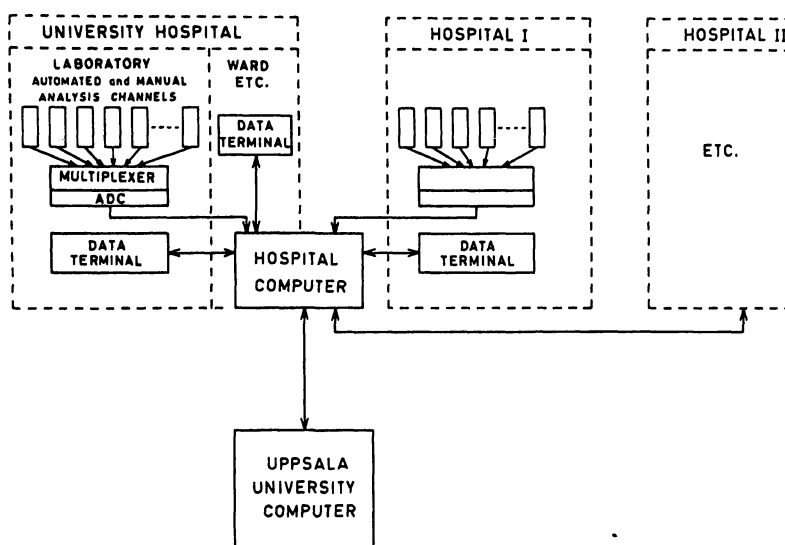 UNIVERSITY HOSPITAL
LABORATORY
AUTOMATED and MANUAL
ANALYSIS CHANNELS
WARD
ETC.
DATA
TERMINAL
MULTIPLEXER
ADC
DATA
TERMINAL
HOSPITAL
COMPUTER
HOSPITAL I
DATA
TERMINAL
HOSPITAL II
ETC.
UPPSALA
UNIVERSITY
COMPUTER